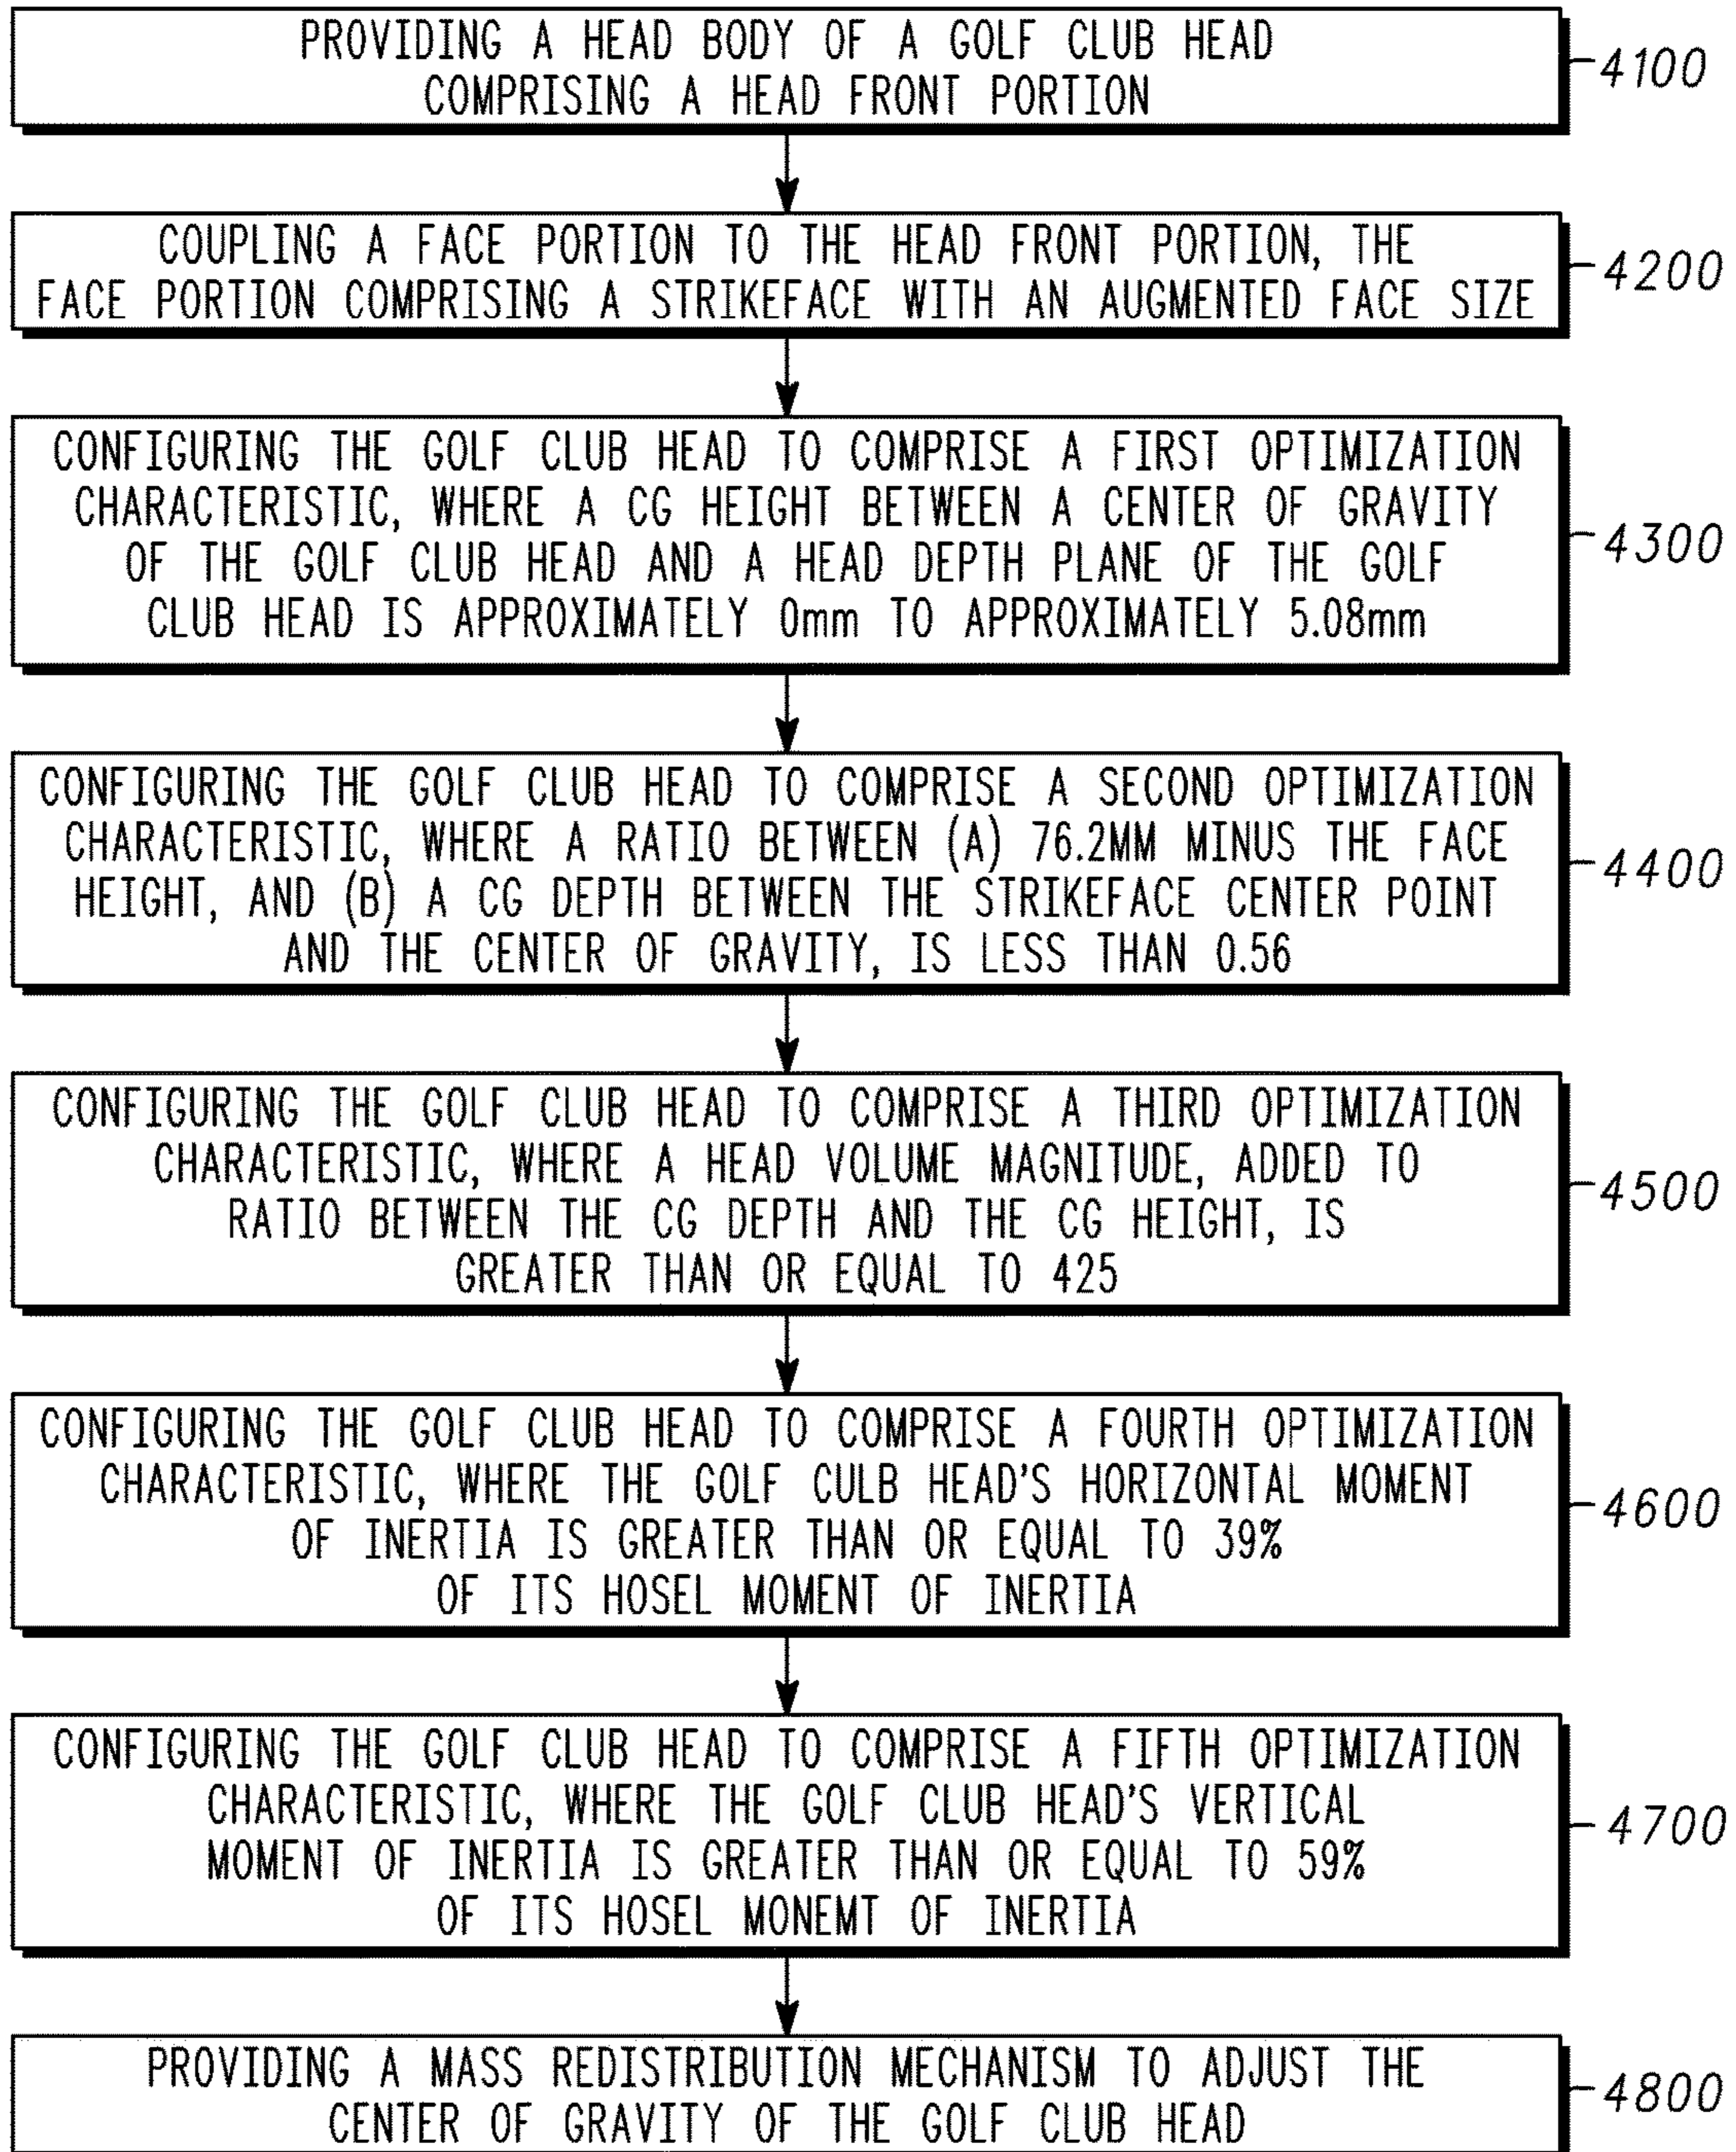 PROVIDING A HEAD BODY OF A GOLF CLUB HEAD
COMPRISING A HEAD FRONT PORTION
4100
COUPLING A FACE PORTION TO THE HEAD FRONT PORTION, THE
FACE PORTION COMPRISING A STRIKEFACE WITH AN AUGMENTED FACE SIZE
4200
CONFIGURING THE GOLF CLUB HEAD TO COMPRISE A FIRST OPTIMIZATION
CHARACTERISTIC, WHERE A CG HEIGHT BETWEEN A CENTER OF GRAVITY
OF THE GOLF CLUB HEAD AND A HEAD DEPTH PLANE OF THE GOLF
CLUB HEAD IS APPROXIMATELY 0mm TO APPROXIMATELY 5.08mm
4300
CONFIGURING THE GOLF CLUB HEAD TO COMPRISE A SECOND OPTIMIZATION
CHARACTERISTIC, WHERE A RATIO BETWEEN (A) 76.2MM MINUS THE FACE
HEIGHT, AND (B) A CG DEPTH BETWEEN THE STRIKEFACE CENTER POINT
AND THE CENTER OF GRAVITY, IS LESS THAN 0.56
4400
CONFIGURING THE GOLF CLUB HEAD TO COMPRISE A THIRD OPTIMIZATION
CHARACTERISTIC, WHERE A HEAD VOLUME MAGNITUDE, ADDED TO
RATIO BETWEEN THE CG DEPTH AND THE CG HEIGHT, IS
GREATER THAN OR EQUAL TO 425
4500
CONFIGURING THE GOLF CLUB HEAD TO COMPRISE A FOURTH OPTIMIZATION
CHARACTERISTIC, WHERE THE GOLF CULB HEAD'S HORIZONTAL MOMENT
OF INERTIA IS GREATER THAN OR EQUAL TO 39%
OF ITS HOSEL MOMENT OF INERTIA
4600
CONFIGURING THE GOLF CLUB HEAD TO COMPRISE A FIFTH OPTIMIZATION
CHARACTERISTIC, WHERE THE GOLF CLUB HEAD'S VERTICAL
MOMENT OF INERTIA IS GREATER THAN OR EQUAL TO 59%
OF ITS HOSEL MONEMT OF INERTIA
4700
PROVIDING A MASS REDISTRIBUTION MECHANISM TO ADJUST THE
CENTER OF GRAVITY OF THE GOLF CLUB HEAD
4800